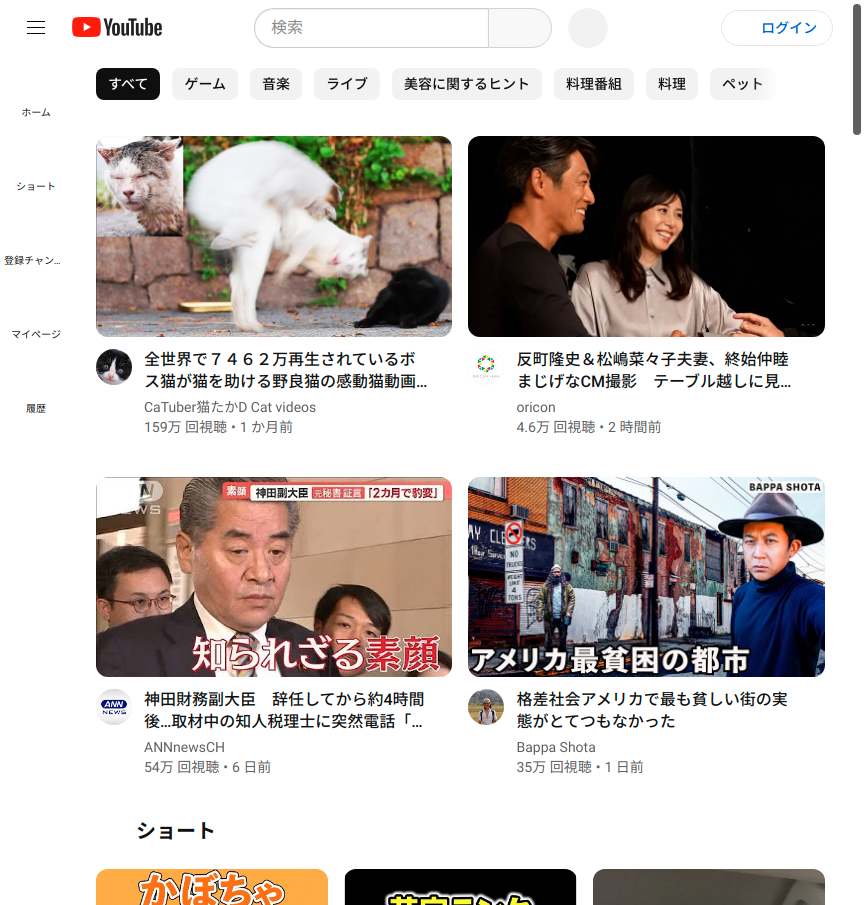 YouTube
検索
ログイン
すべて
ゲーム
音楽
ライブ
美容に関するヒント
料理番組
料理
ペット
ホーム
ショート
登録チャン...
マイページ
履歴
全世界で７４６２万再生されているボ
ス猫が猫を助ける野良猫の感動猫動画...
CaTuber猫たかD Cat videos
159万 回視聴・1 か月前
反町隆史＆松嶋菜々子夫妻、終始仲睦
まじげなCM撮影　テーブル越しに見...
oricon
4.6万 回視聴・2 時間前
素顔 神田副大臣 元秘書証言「2カ月で豹変」
知られざる素顔
BAPPA SHOTA
NO
TRUCKS
WEIGHT
LIMIT
4
TONS
アメリカ最貧困の都市
ANN
NEWS
神田財務副大臣　辞任してから約4時間
後...取材中の知人税理士に突然電話「...
ANNnewsCH
54万 回視聴・6 日前
格差社会アメリカで最も貧しい街の実
態がとてつもなかった
Bappa Shota
35万 回視聴・1 日前
ショート
かぼちゃ